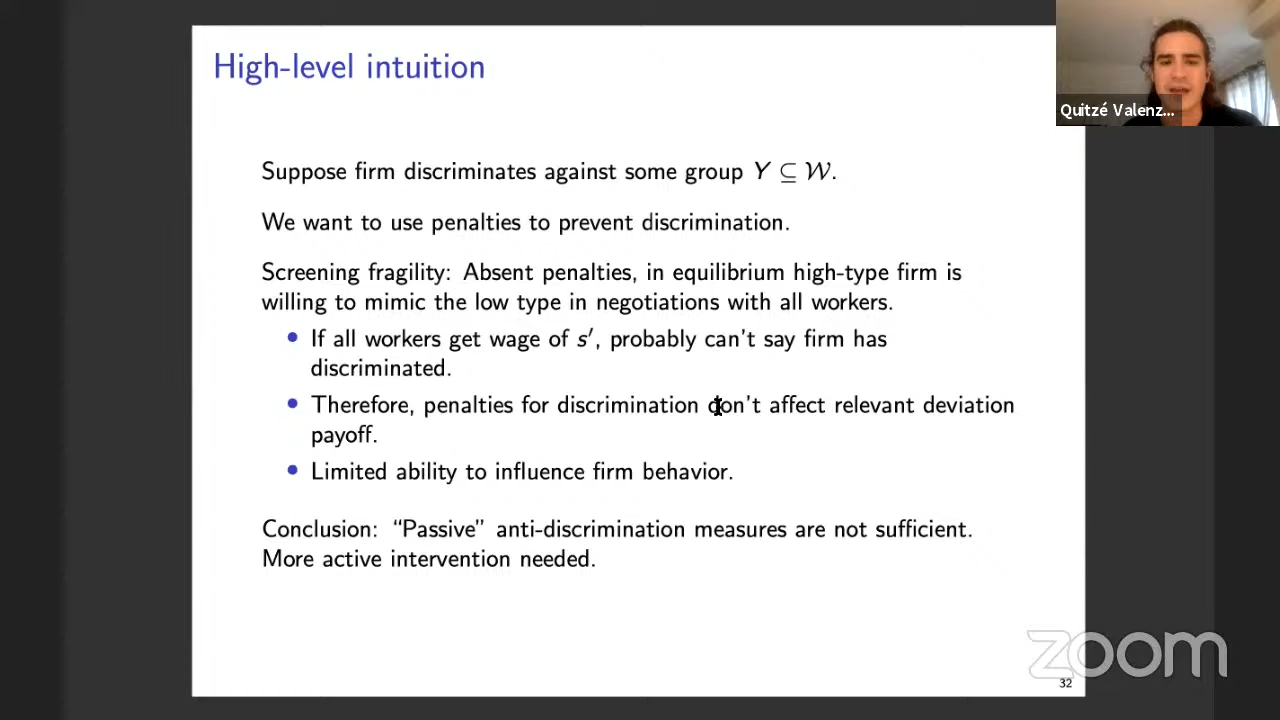 High-level intuition
Quitzé Valenz...
Suppose firm discriminates against some group Y ⊆ 𝒲.
We want to use penalties to prevent discrimination.
Screening fragility: Absent penalties, in equilibrium high-type firm is
willing to mimic the low type in negotiations with all workers.
• If all workers get wage of s′, probably can't say firm has
discriminated.
• Therefore, penalties for discrimination don't affect relevant deviation
payoff.
• Limited ability to influence firm behavior.
Conclusion: “Passive” anti-discrimination measures are not sufficient.
More active intervention needed.
zoom
32